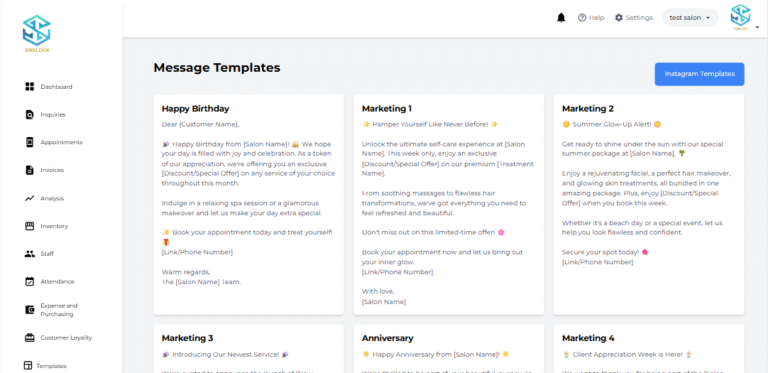 Help
Settings
test salon
SWALOOK
Dashboard
Inquiries
Appointments
Invoices
Analysis
Inventory
Staff
Attendance
Expense and
Purchasing
Customer Loyality
Templates
Message Templates
Instagram Templates
Happy Birthday
Dear {Customer Name},
🎉 Happy Birthday from [Salon Name]! 🎂 We hope
your day is filled with joy and celebration. As a token
of our appreciation, we're offering you an exclusive
[Discount/Special Offer] on any service of your choice
throughout this month.
Indulge in a relaxing spa session or a glamorous
makeover and let us make your day extra special.
✨ Book your appointment today and treat yourself!
🎁
[Link/Phone Number]
Warm regards,
The [Salon Name] Team.
Marketing 1
✨ Pamper Yourself Like Never Before! ✨
Unlock the ultimate self-care experience at [Salon
Name]. This week only, enjoy an exclusive
[Discount/Special Offer] on our premium [Treatment
Name].
From soothing massages to flawless hair
transformations, we've got everything you need to
feel refreshed and beautiful.
Don't miss out on this limited-time offer! 🌸
Book your appointment now and let us bring out
your inner glow.
[Link/Phone Number]
With love,
[Salon Name]
Marketing 2
🌞 Summer Glow-Up Alert! 🌞
Get ready to shine under the sun with our special
summer package at [Salon Name]. 🌴
Enjoy a rejuvenating facial, a perfect hair makeover,
and glowing skin treatments, all bundled in one
amazing package. Plus, enjoy [Discount/Special
Offer] when you book this week.
Whether it's a beach day or a special event, let us
help you look flawless and confident.
Secure your spot today! 🌺
[Link/Phone Number]
Marketing 3
🎉 Introducing Our Newest Service! 🎉
Anniversary
🌟 Happy Anniversary from [Salon Name]! 🌟
Marketing 4
Client Appreciation Week is Here!